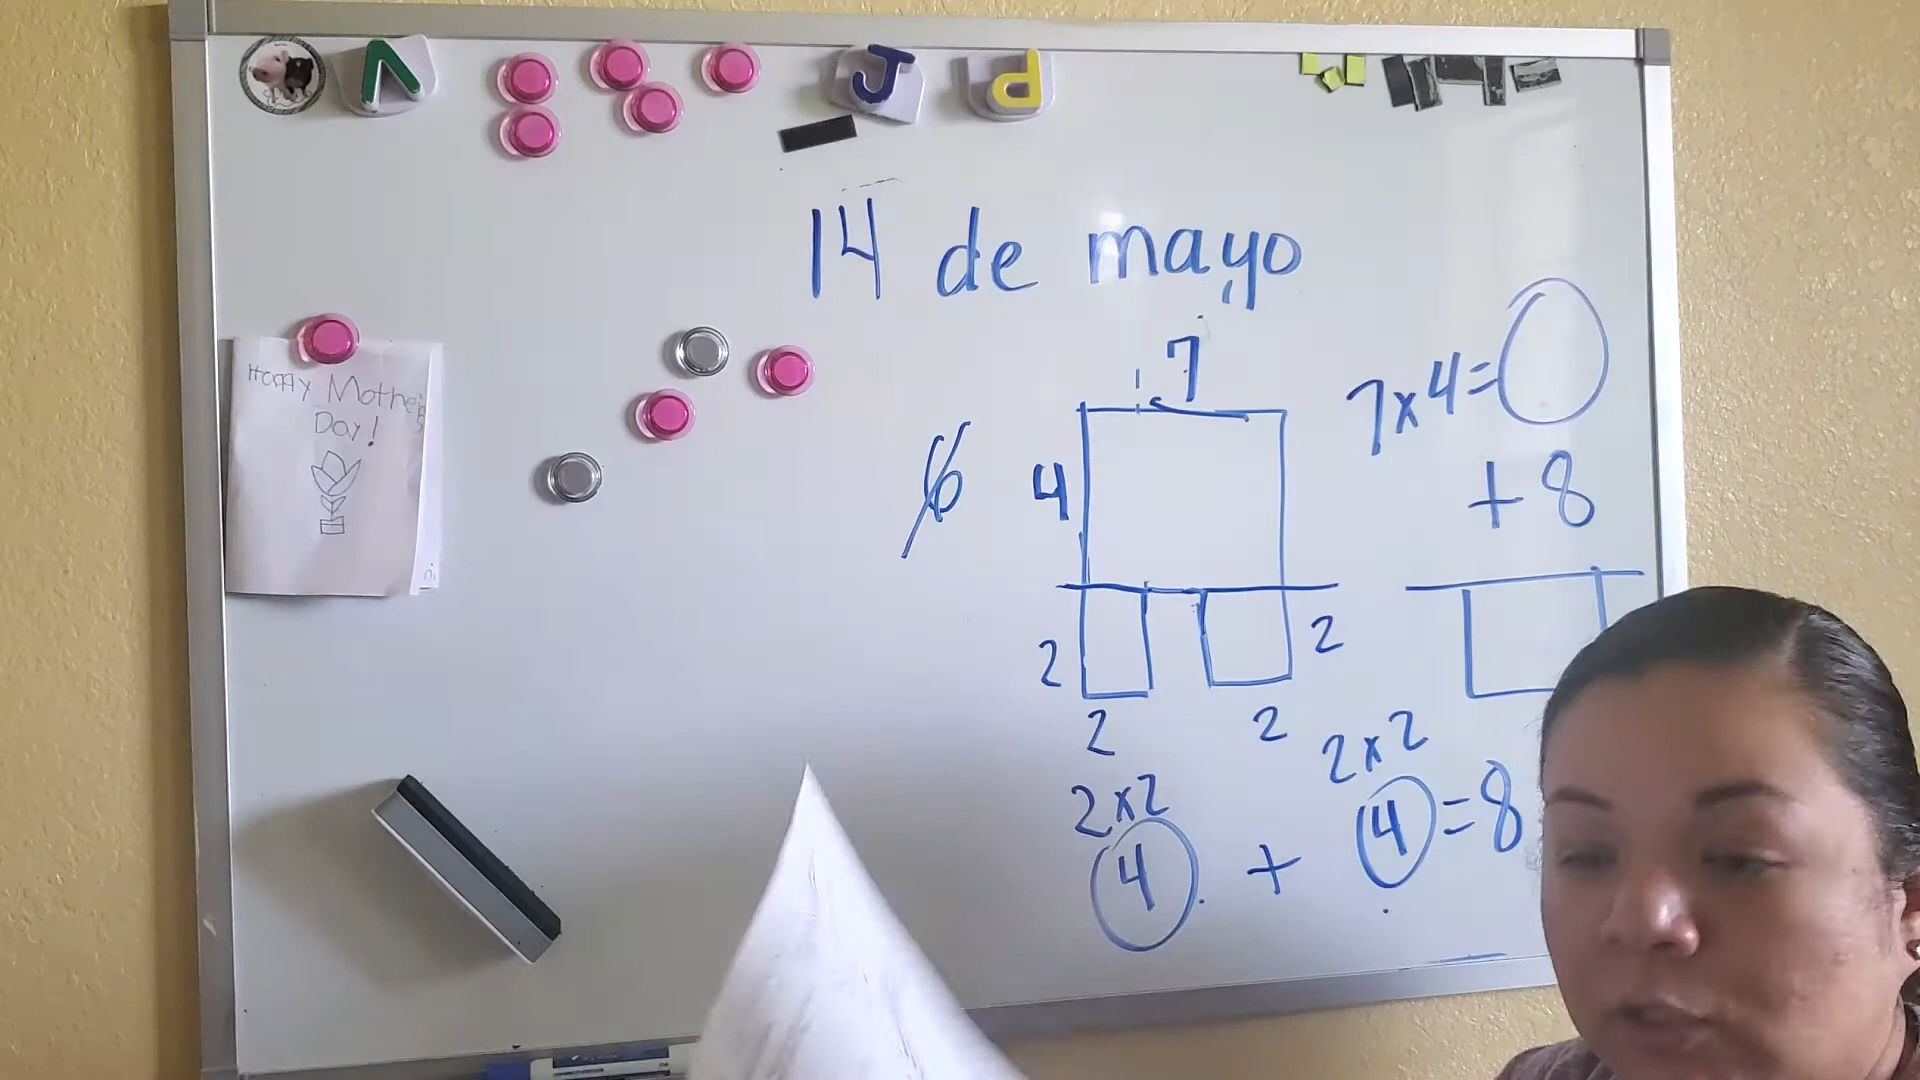 V J P
14 de mayo
Happy Mother's
Day!
7
7x4=
6
4
+ 8
2
2
2
2
2x2
2x2
4 + 4 = 8